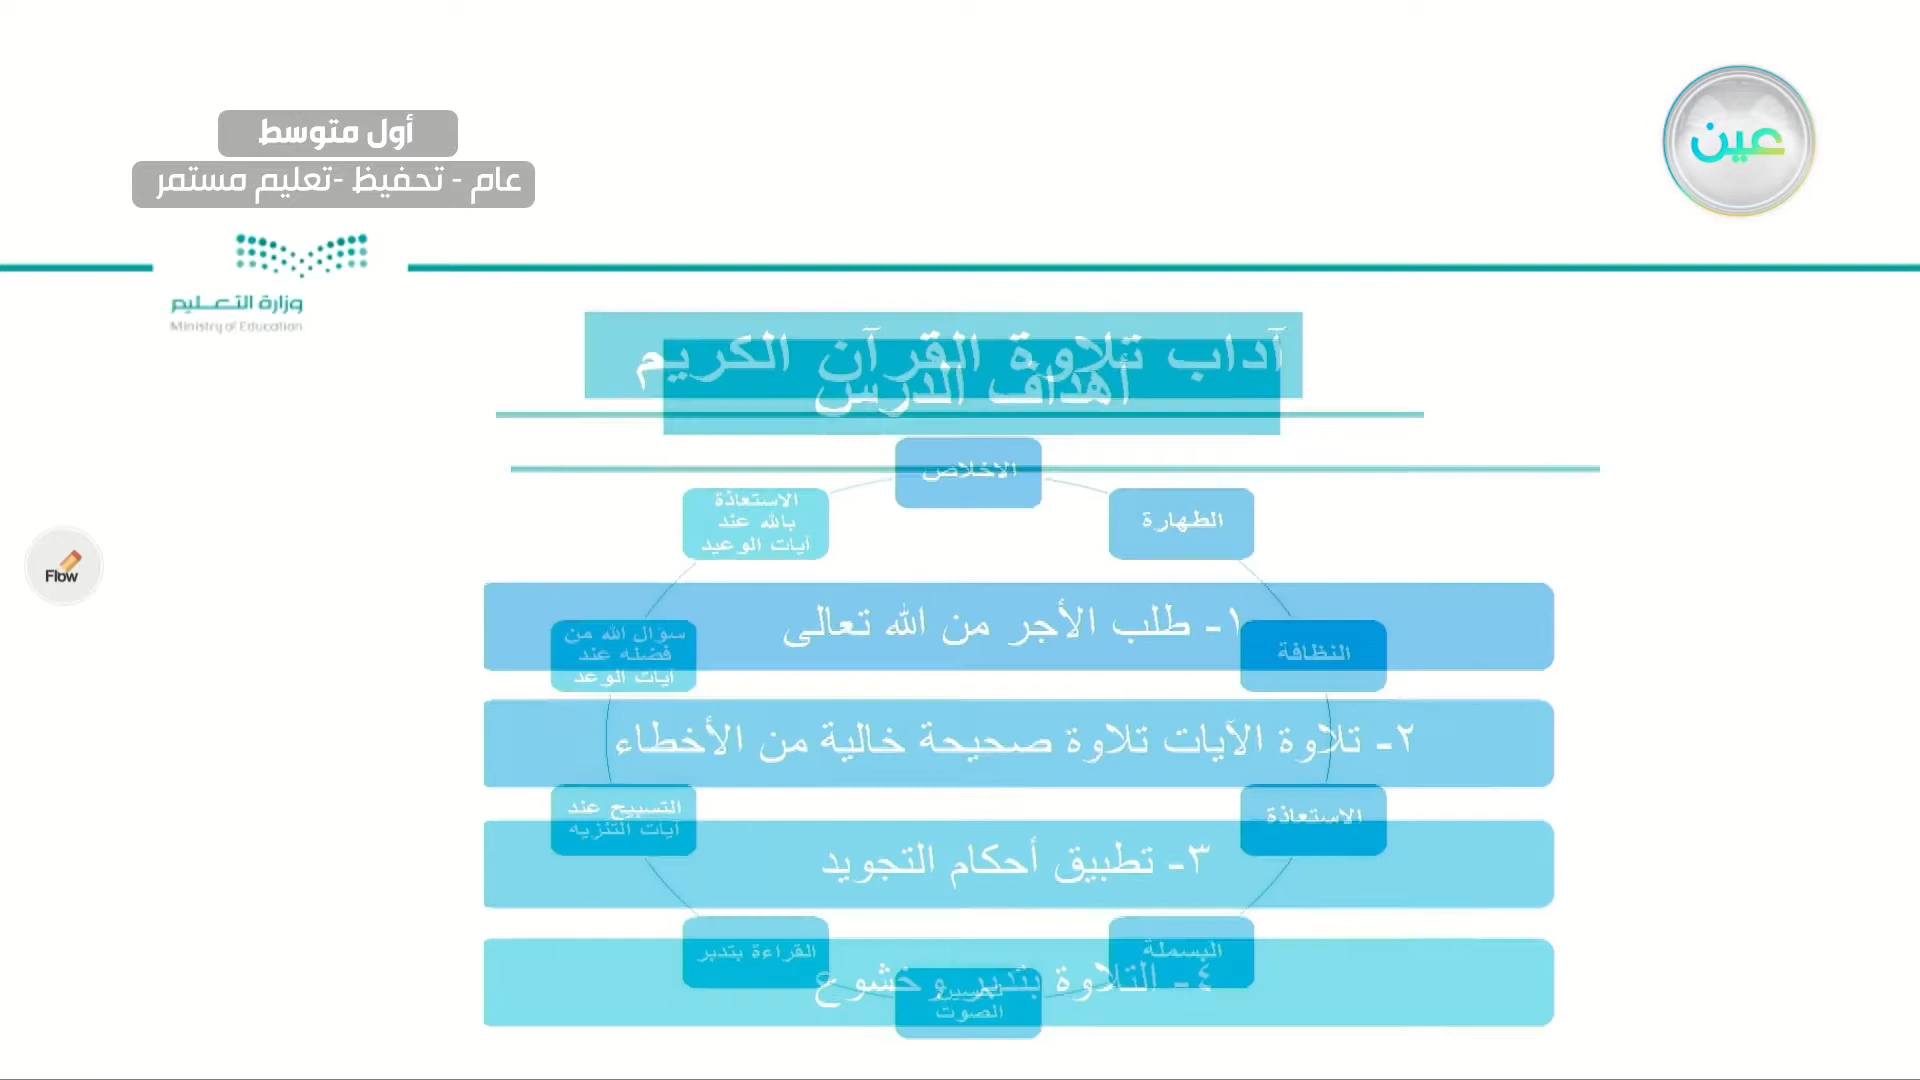 أول متوسط
عام - تحفيظ -تعليم مستمر
عين
وزارة التعليم
Ministry of Education
آداب تلاوة القرآن الكريم
أهداف الدرس
الاخلاص
الطهارة
النظافة
الاستعاذة
البسملة
تحسين
الصوت
القراءة بتدبر
التسبيح عند
آيات التنزيه
سؤال الله من
فضله عند
آيات الوعد
الاستعاذة
بالله عند
آيات الوعيد
١- طلب الأجر من الله تعالى
٢- تلاوة الآيات تلاوة صحيحة خالية من الأخطاء
٣- تطبيق أحكام التجويد
٤- التلاوة بتدبر وخشوع
Flow